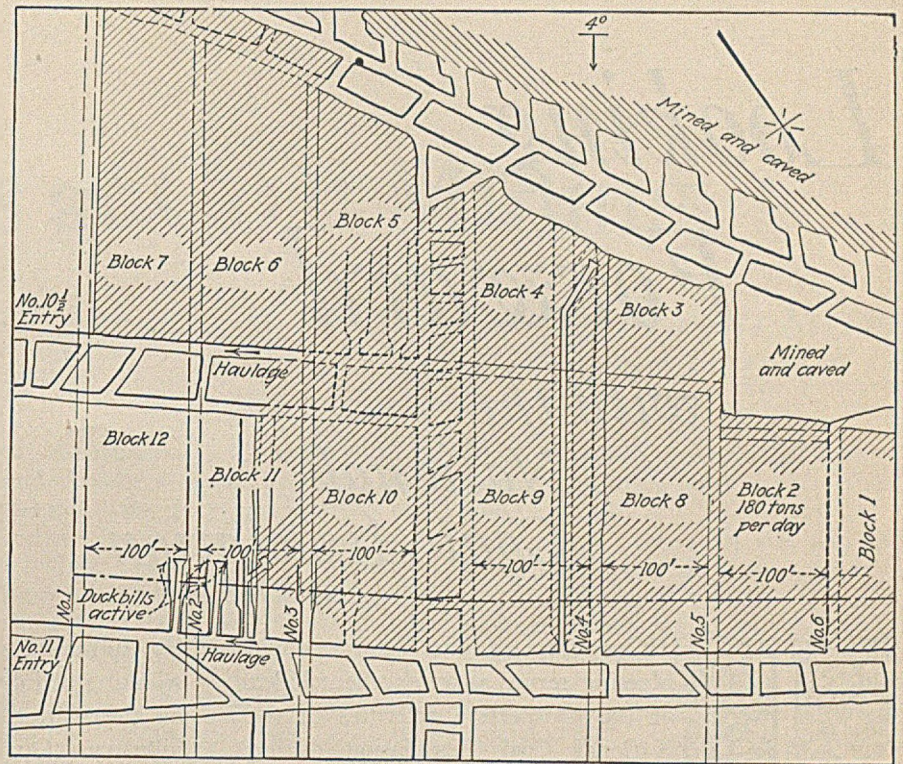 4°
Mined and caved
Block 5
Block 7
Block 6
Block 4
Block 3
No.10½
Entry
Haulage
Mined
and caved
Block 12
Block 11
Block 10
Block 9
Block 8
Block 2
180 tons
per day
Block 1
100'
100'
100'
100'
100'
100'
Duckbills
active
No.1
No.2
No.3
No.4
No.5
No.6
No.11
Entry
Haulage